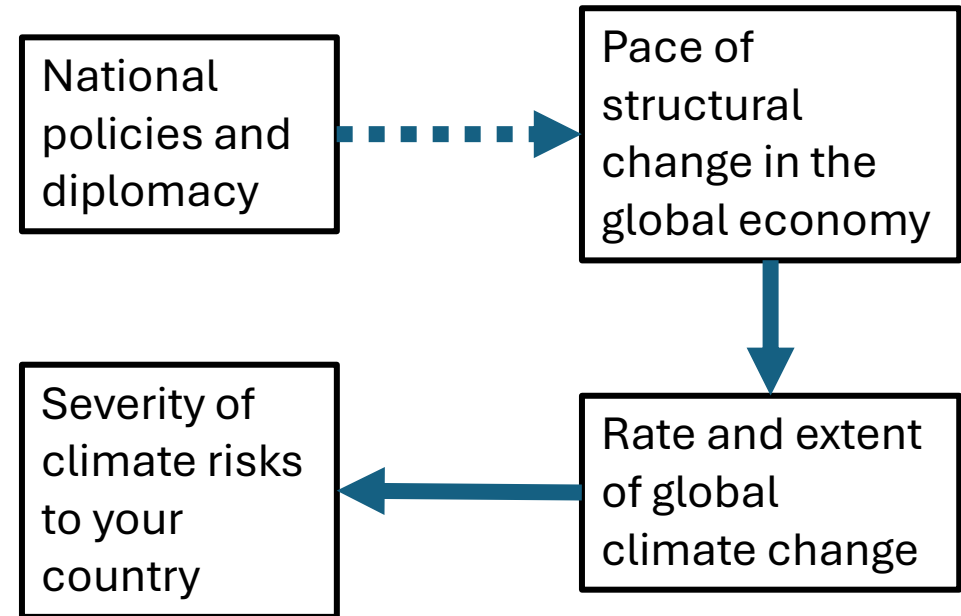 National
policies and
diplomacy
Pace of
structural
change in the
global economy
Severity of
climate risks
to your
country
Rate and extent
of global
climate change